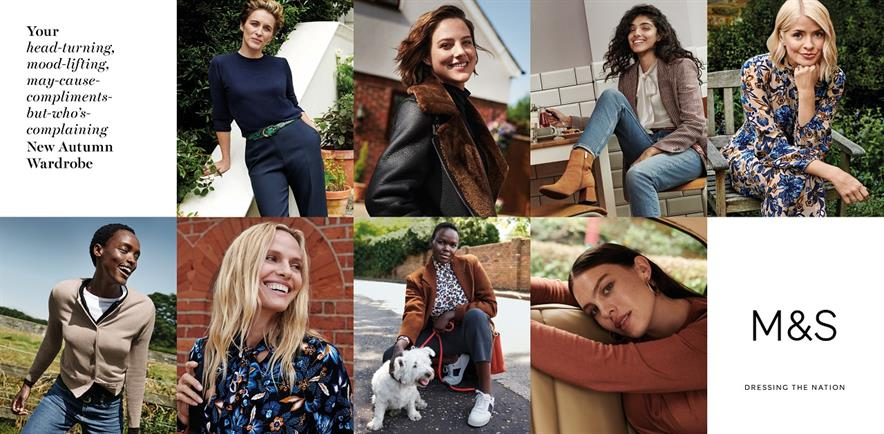 Your
head-turning,
mood-lifting,
may-cause-
compliments-
but-who's-
complaining
New Autumn
Wardrobe
M&S
DRESSING THE NATION